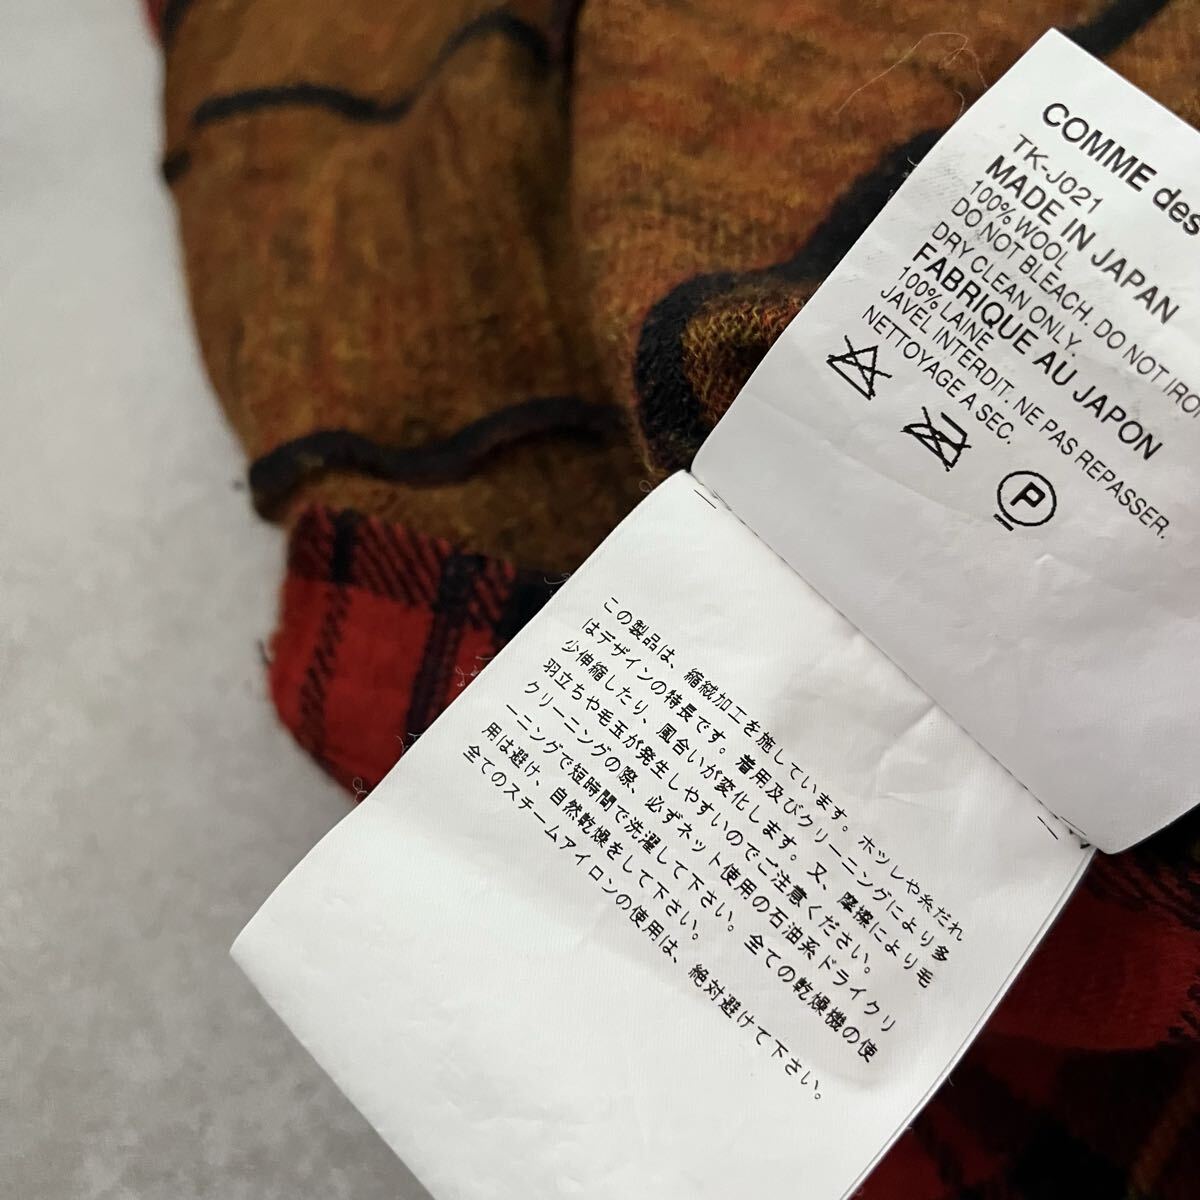 COMME des
TK-J021
MADE IN JAPAN
100% WOOL
DO NOT BLEACH. DO NOT IRO
DRY CLEAN ONLY.
FABRIQUE AU JAPON
100% LAINE
JAVEL INTERDIT. NE PAS REPASSER.
NETTOYAGE A SEC.
P
この製品は、縮絨加工を施しています。ホツレや糸だれ
はデザインの特長です。着用及びクリーニングにより多
少伸縮したり、風合いが変化します。又、摩擦により毛
羽立ちや毛玉が発生しやすいのでご注意ください。
クリーニングの際、必ずネット使用の石油系ドライクリ
ーニングで短時間で洗濯して下さい。全ての乾燥機の使
用は避け、自然乾燥をして下さい。
全てのスチームアイロンの使用は、絶対避けて下さい。